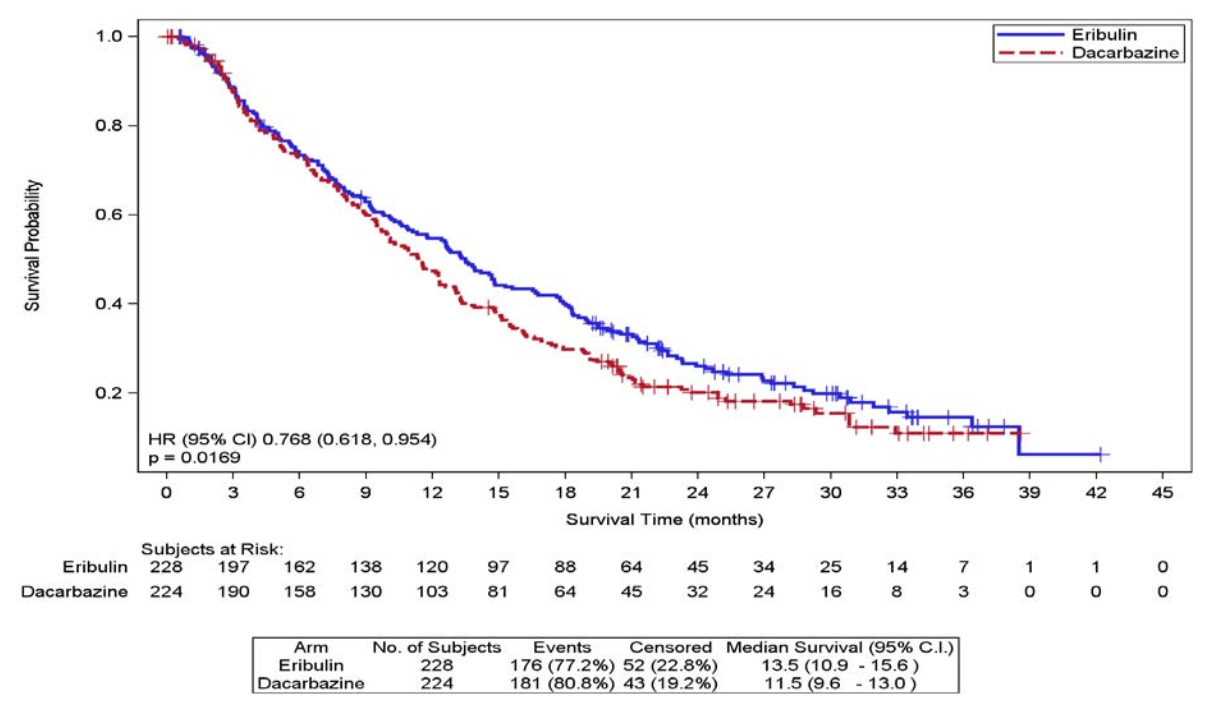 Eribulin
Dacarbazine
1.0
0.8
0.6
0.4
0.2
Survival Probability
HR (95% CI) 0.768 (0.618, 0.954)
p = 0.0169
0 3 6 9 12 15 18 21 24 27 30 33 36 39 42 45
Survival Time (months)
Subjects at Risk:
Eribulin 228 197 162 138 120 97 88 64 45 34 25 14 7 1 1 0
Dacarbazine 224 190 158 130 103 81 64 45 32 24 16 8 3 0 0 0
Arm No. of Subjects Events Censored Median Survival (95% C.I.)
Eribulin 228 176 (77.2%) 52 (22.8%) 13.5 (10.9 - 15.6 )
Dacarbazine 224 181 (80.8%) 43 (19.2%) 11.5 (9.6 - 13.0 )